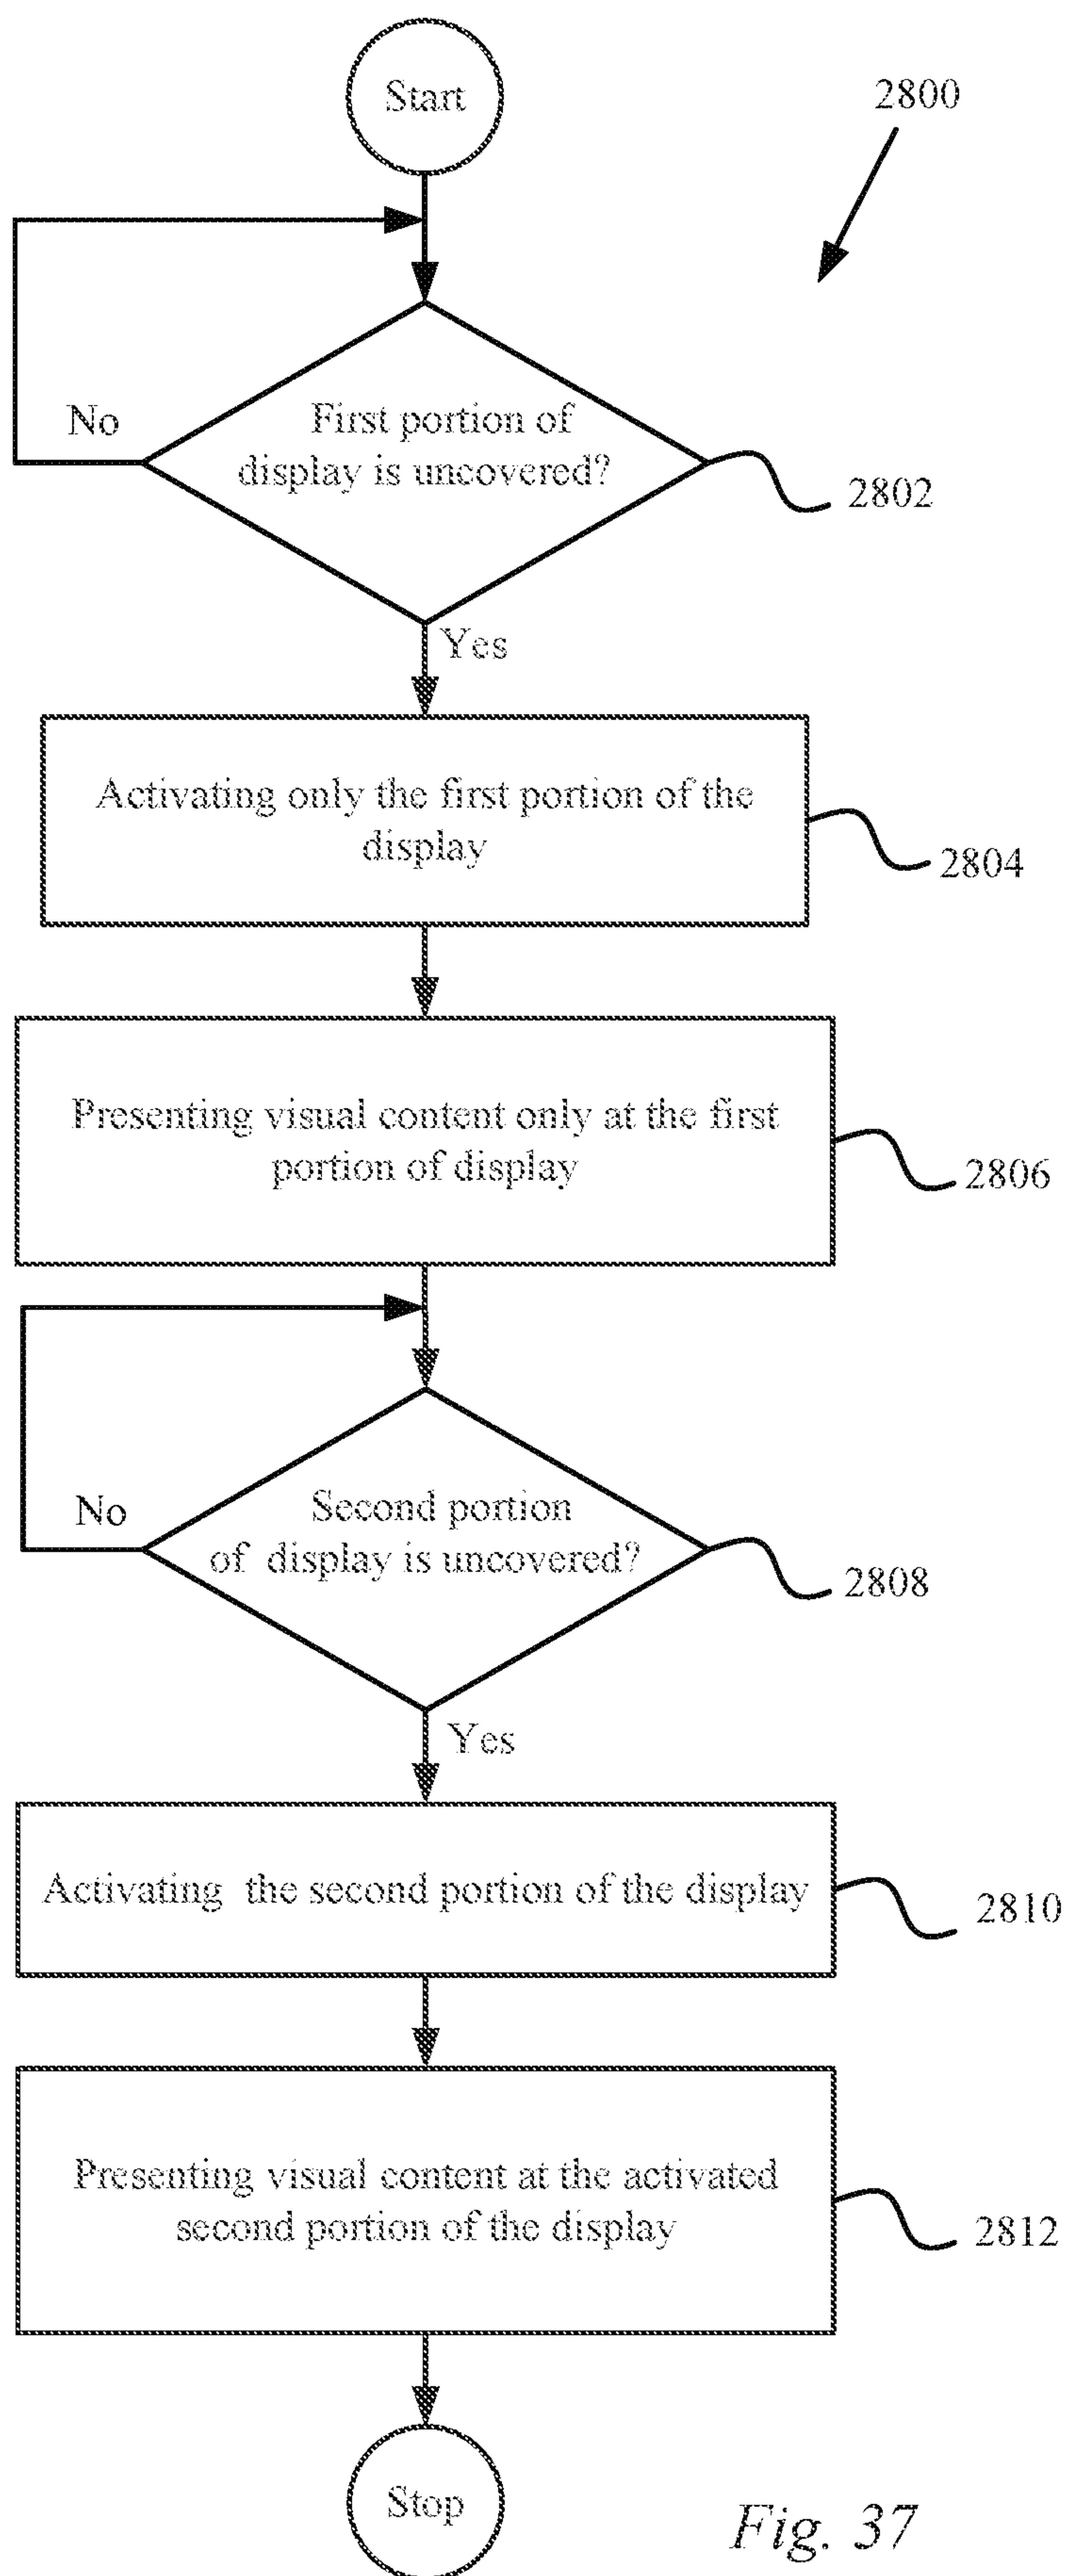 Start
2800
No
First portion of
display is uncovered?
2802
Yes
Activating only the first portion of the
display
2804
Presenting visual content only at the first
portion of display
2806
No
Second portion
of display is uncovered?
2808
Yes
Activating the second portion of the display
2810
Presenting visual content at the activated
second portion of the display
2812
Stop
Fig. 37